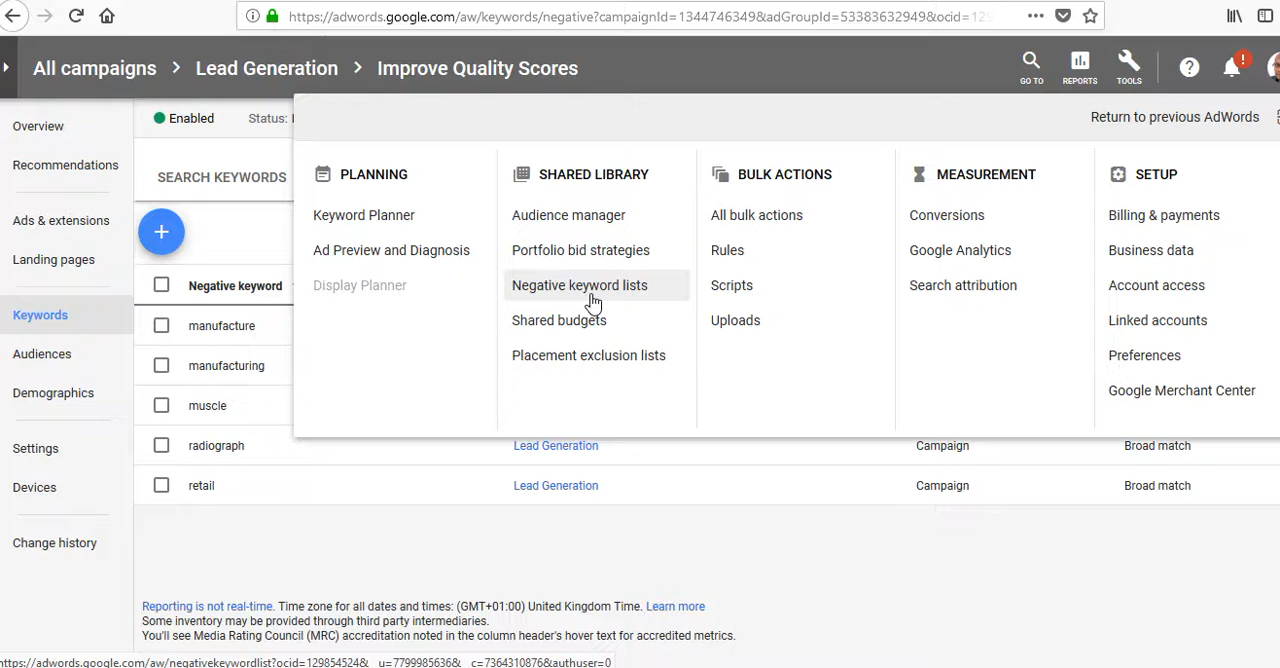 https://adwords.google.com/aw/keywords/negative?campaignId=1344746349&adGroupId=53383632949&ocid=129
All campaigns > Lead Generation > Improve Quality Scores
GO TO
REPORTS
TOOLS
?
!
Overview
Recommendations
Ads & extensions
Landing pages
Keywords
Audiences
Demographics
Settings
Devices
Change history
Enabled
Status:
Return to previous AdWords
SEARCH KEYWORDS
+
PLANNING
Keyword Planner
Ad Preview and Diagnosis
Display Planner
SHARED LIBRARY
Audience manager
Portfolio bid strategies
Negative keyword lists
Shared budgets
Placement exclusion lists
BULK ACTIONS
All bulk actions
Rules
Scripts
Uploads
MEASUREMENT
Conversions
Google Analytics
Search attribution
SETUP
Billing & payments
Business data
Account access
Linked accounts
Preferences
Google Merchant Center
Negative keyword
manufacture
manufacturing
muscle
radiograph Lead Generation Campaign Broad match
retail Lead Generation Campaign Broad match
Reporting is not real-time. Time zone for all dates and times: (GMT+01:00) United Kingdom Time. Learn more
Some inventory may be provided through third party intermediaries.
You'll see Media Rating Council (MRC) accreditation noted in the column header's hover text for accredited metrics.
https://adwords.google.com/aw/negativekeywordlist?ocid=129854524&__u=7799985636&__c=7364310876&authuser=0